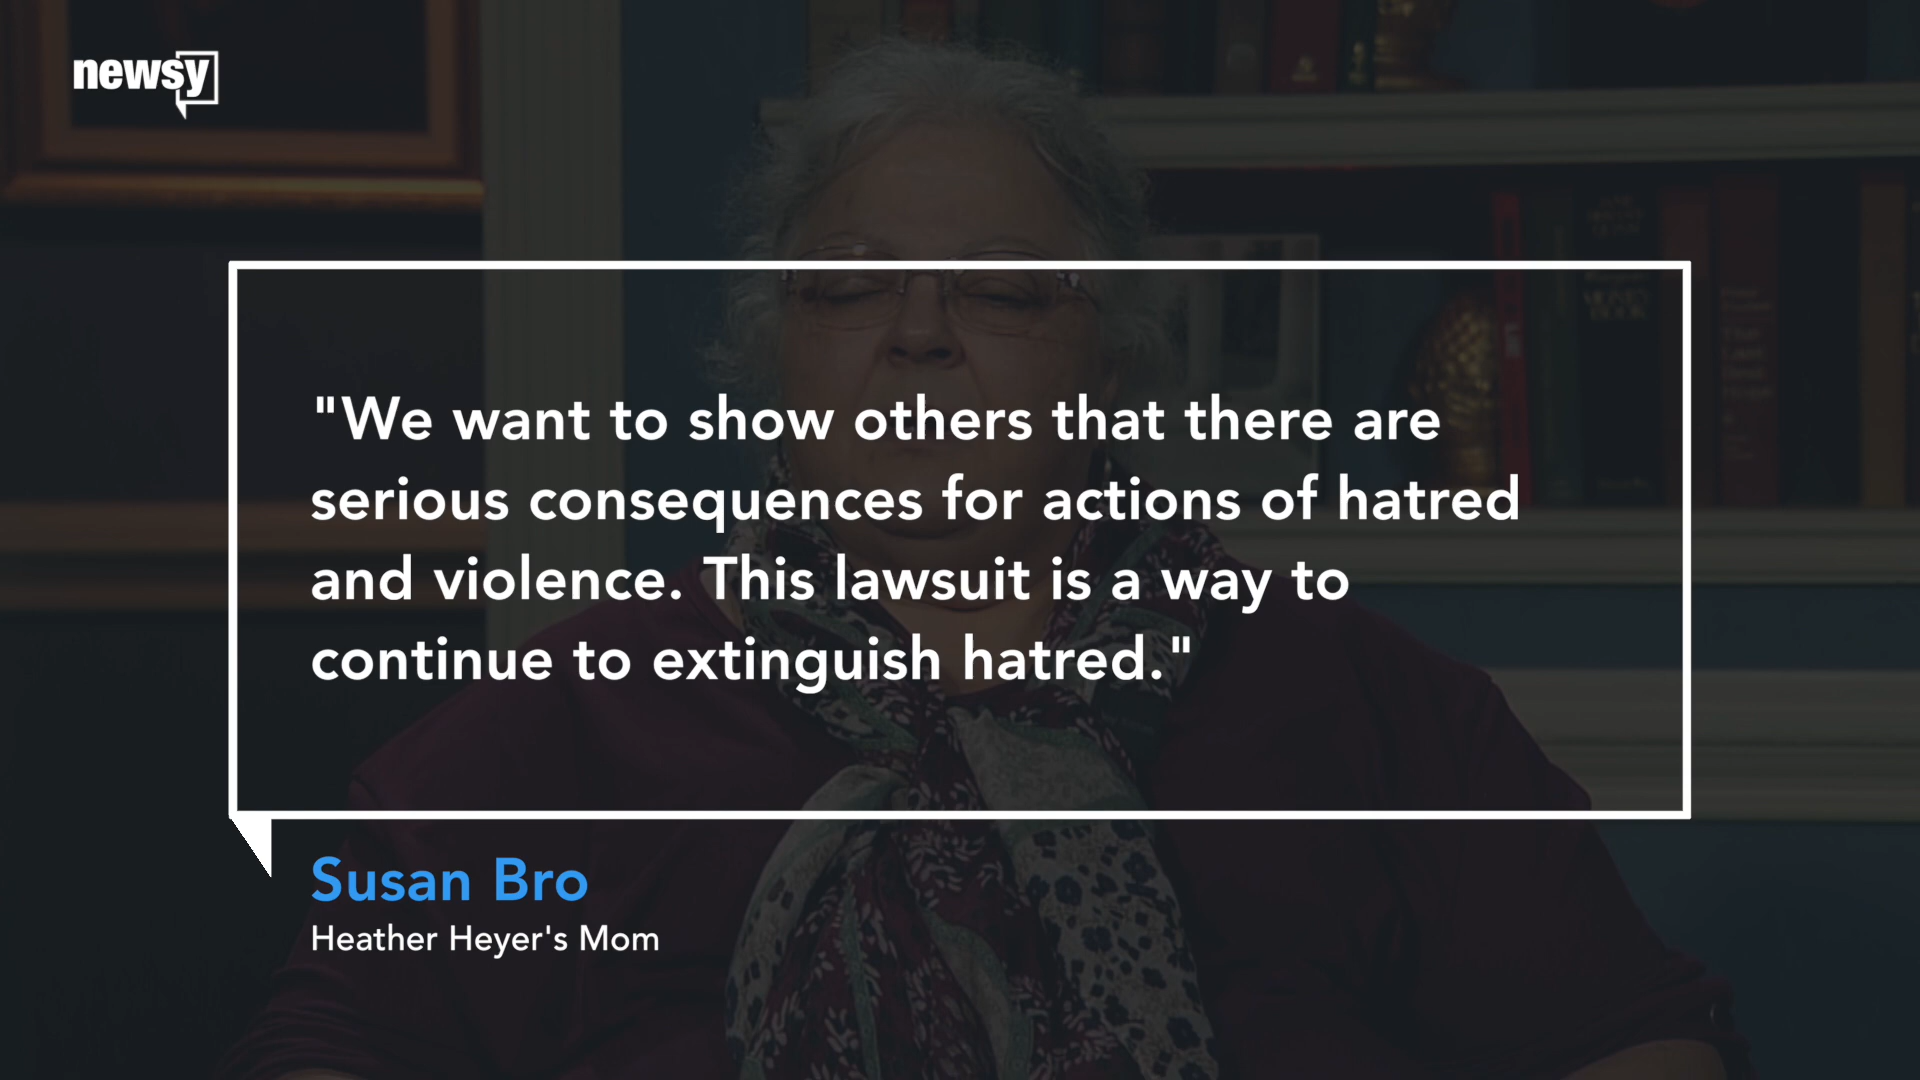 newsy
"We want to show others that there are
serious consequences for actions of hatred
and violence. This lawsuit is a way to
continue to extinguish hatred."
Susan Bro
Heather Heyer's Mom